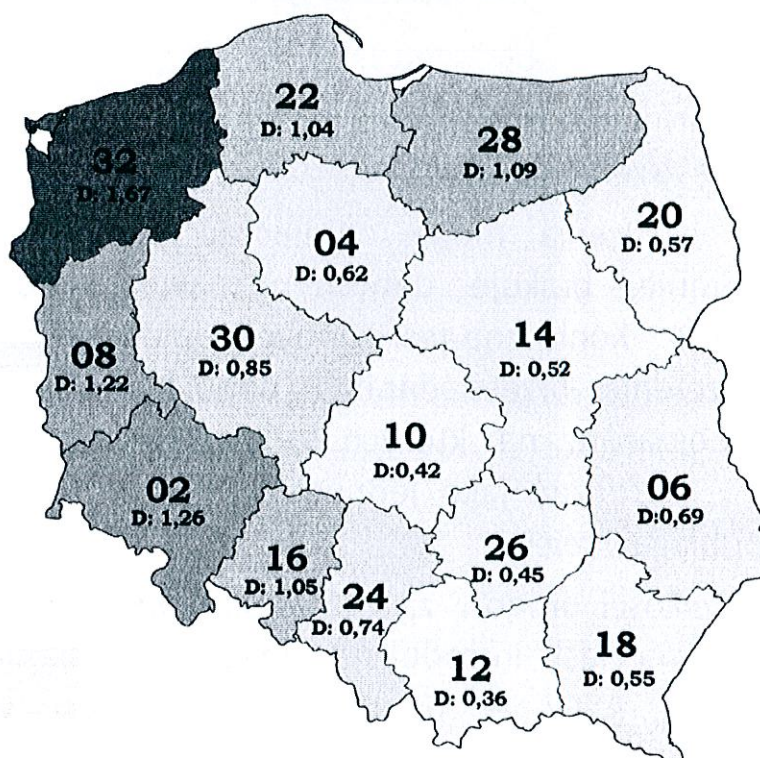 22
D: 1,04
28
D: 1,09
32
D: 1,67
20
D: 0,57
04
D: 0,62
14
D: 0,52
30
D: 0,85
08
D: 1,22
10
D:0,42
06
D:0,69
02
D: 1,26
26
D: 0,45
16
D: 1,05
24
D: 0,74
18
D: 0,55
12
D: 0,36